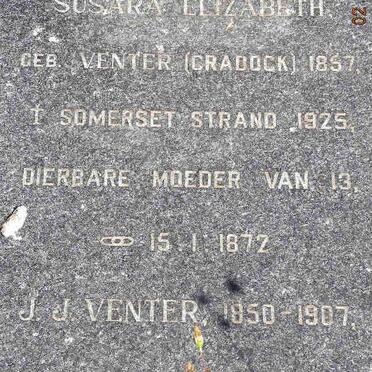 SUSARA ELIZABETH.
GEB. VENTER (CRADOCK) 1857.
† SOMERSET STRAND 1925.
DIERBARE MOEDER VAN 13.
⚭ 15.1.1872
J. J. VENTER. 1850-1907.
02